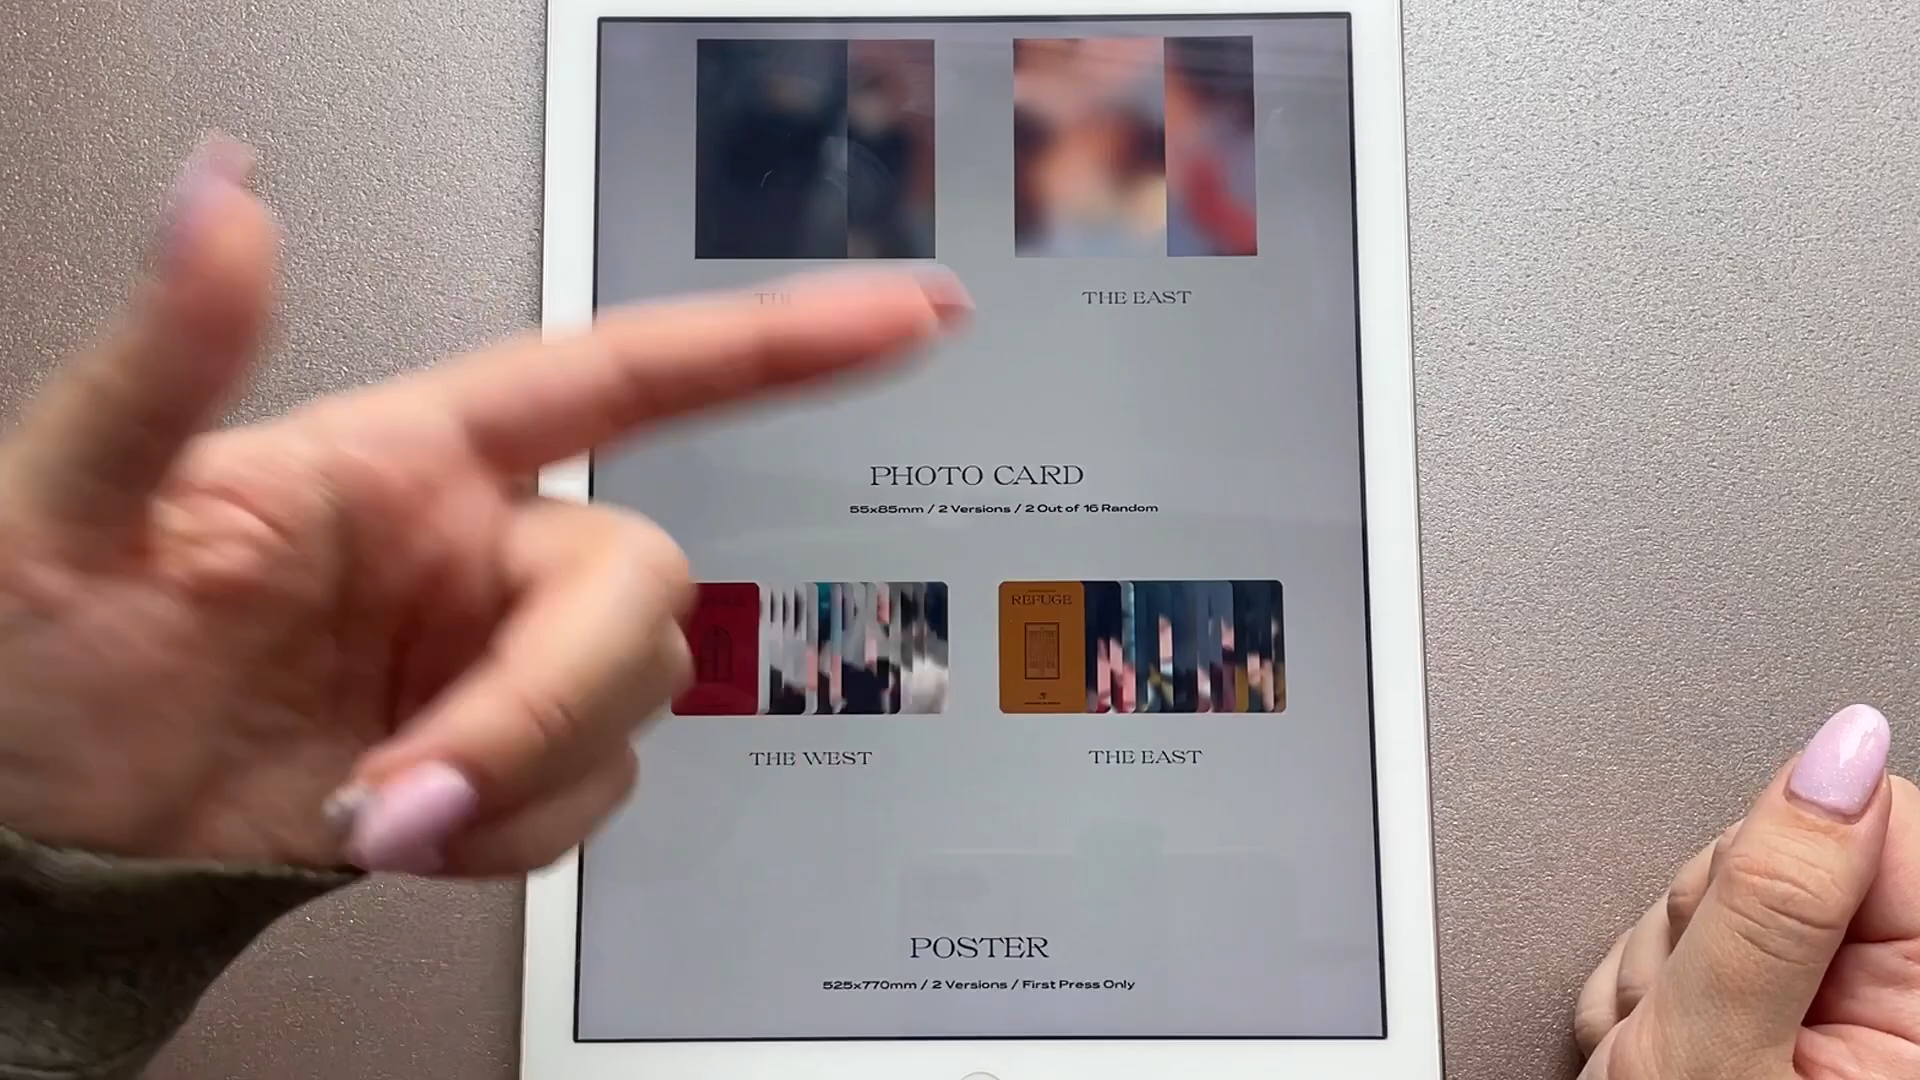 THE EAST
PHOTO CARD
55x85mm / 2 Versions / 2 Out of 16 Random
REFUGE
THE WEST
THE EAST
POSTER
525x770mm / 2 Versions / First Press Only